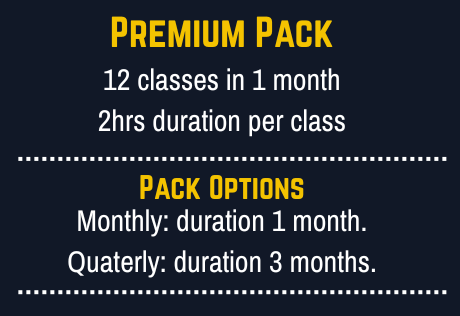 Premium Pack
12 classes in 1 month
2hrs duration per class
Pack Options
Monthly: duration 1 month.
Quaterly: duration 3 months.